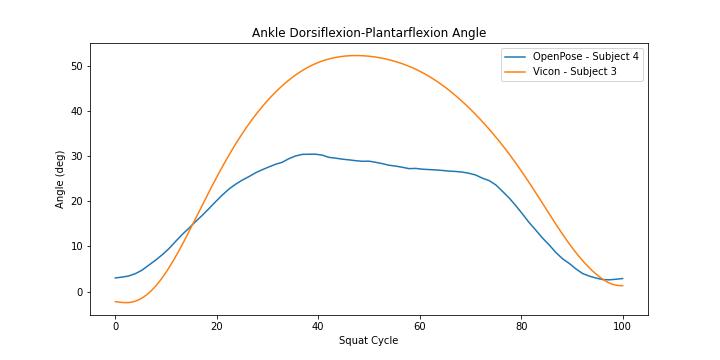 Ankle Dorsiflexion-Plantarflexion Angle
OpenPose - Subject 4
Vicon - Subject 3
Angle (deg)
50
40
30
20
10
0
0 20 40 60 80 100
Squat Cycle